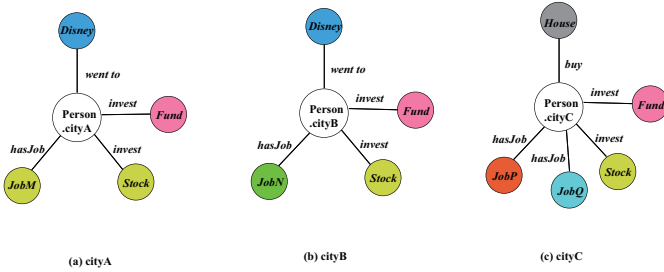 Disney
went to
Person
.cityA
invest
Fund
hasJob
invest
JobM
Stock
(a) cityA
Disney
went to
Person
.cityB
invest
Fund
hasJob
invest
JobN
Stock
(b) cityB
House
buy
Person
.cityC
invest
Fund
hasJob
hasJob
invest
JobP
JobQ
Stock
(c) cityC